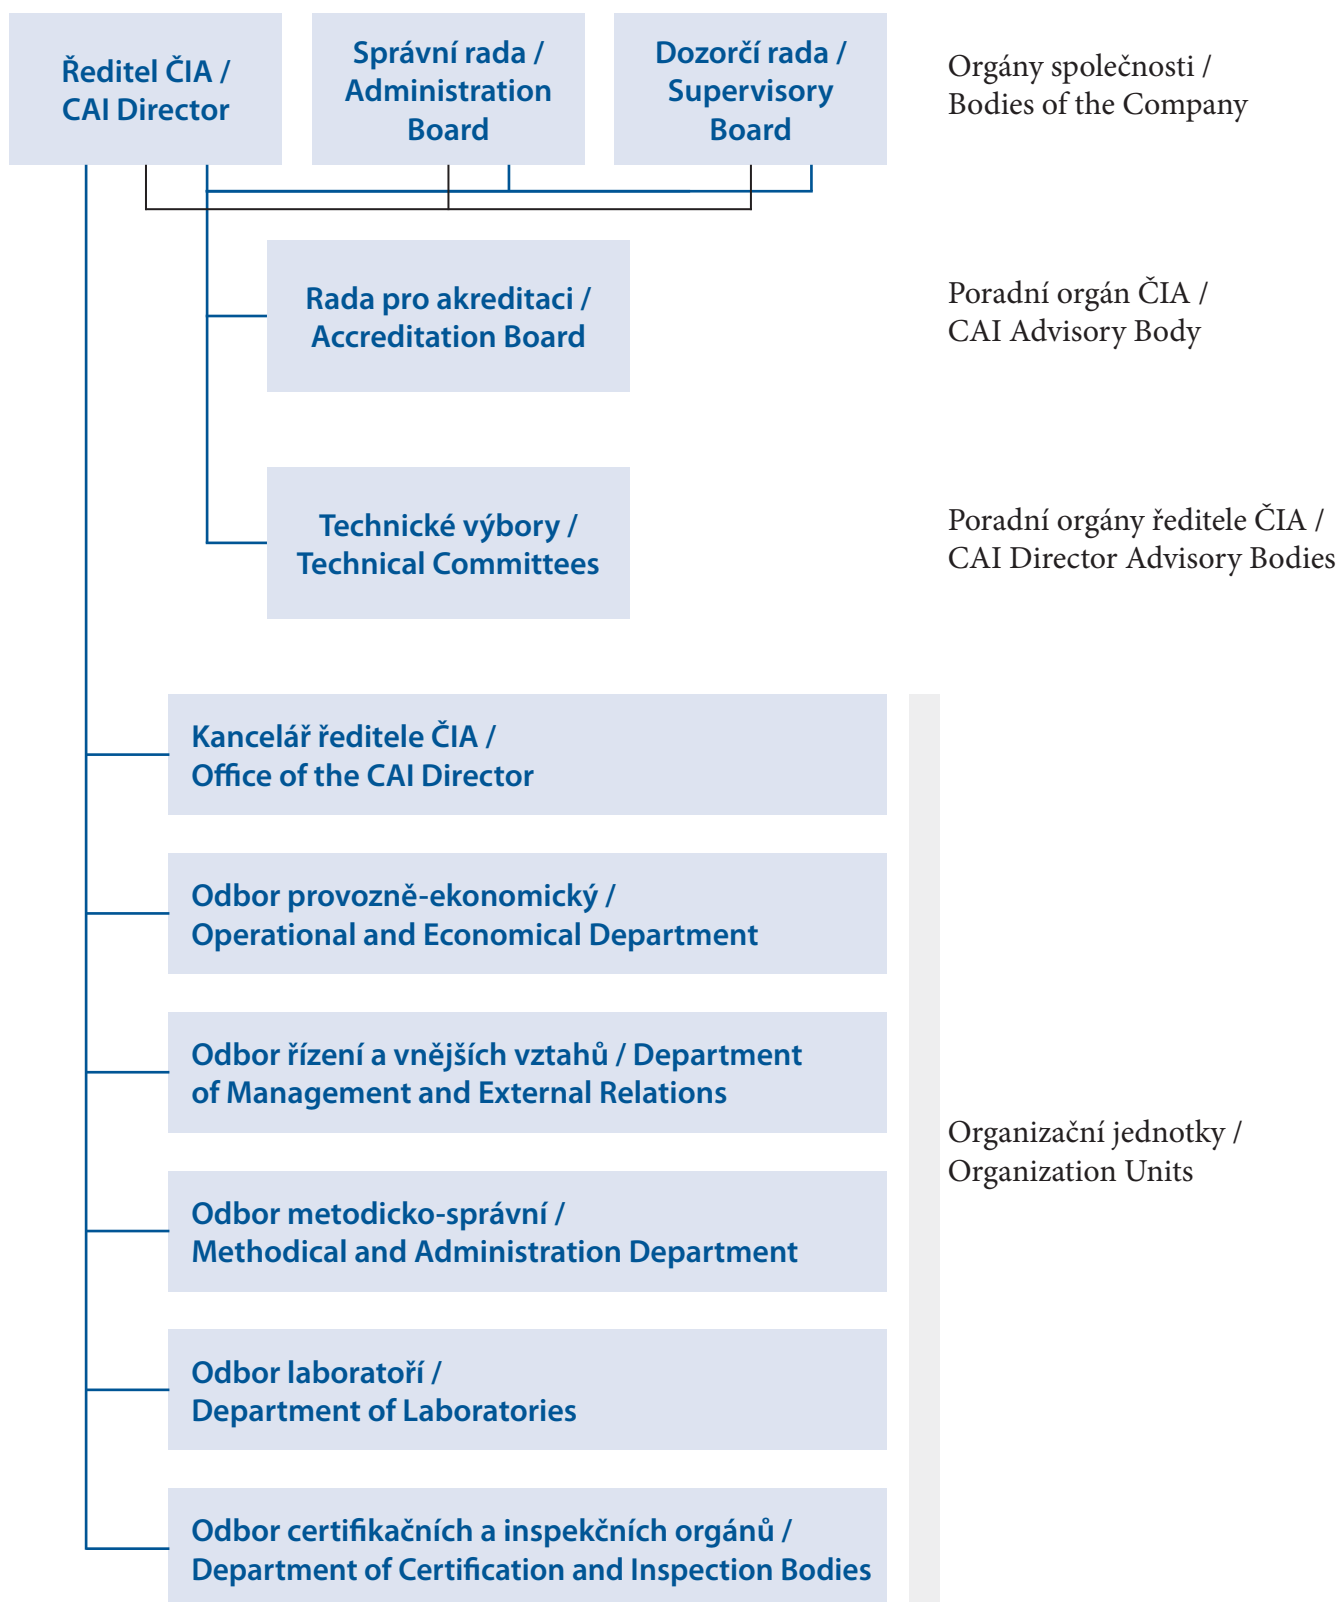 Ředitel ČIA /
CAI Director
Správní rada /
Administration
Board
Dozorčí rada /
Supervisory
Board
Orgány společnosti /
Bodies of the Company
Rada pro akreditaci /
Accreditation Board
Poradní orgán ČIA /
CAI Advisory Body
Technické výbory /
Technical Committees
Poradní orgány ředitele ČIA /
CAI Director Advisory Bodies
Kancelář ředitele ČIA /
Office of the CAI Director
Odbor provozně-ekonomický /
Operational and Economical Department
Odbor řízení a vnějších vztahů / Department
of Management and External Relations
Organizační jednotky /
Organization Units
Odbor metodicko-správní /
Methodical and Administration Department
Odbor laboratoří /
Department of Laboratories
Odbor certifikačních a inspekčních orgánů /
Department of Certification and Inspection Bodies